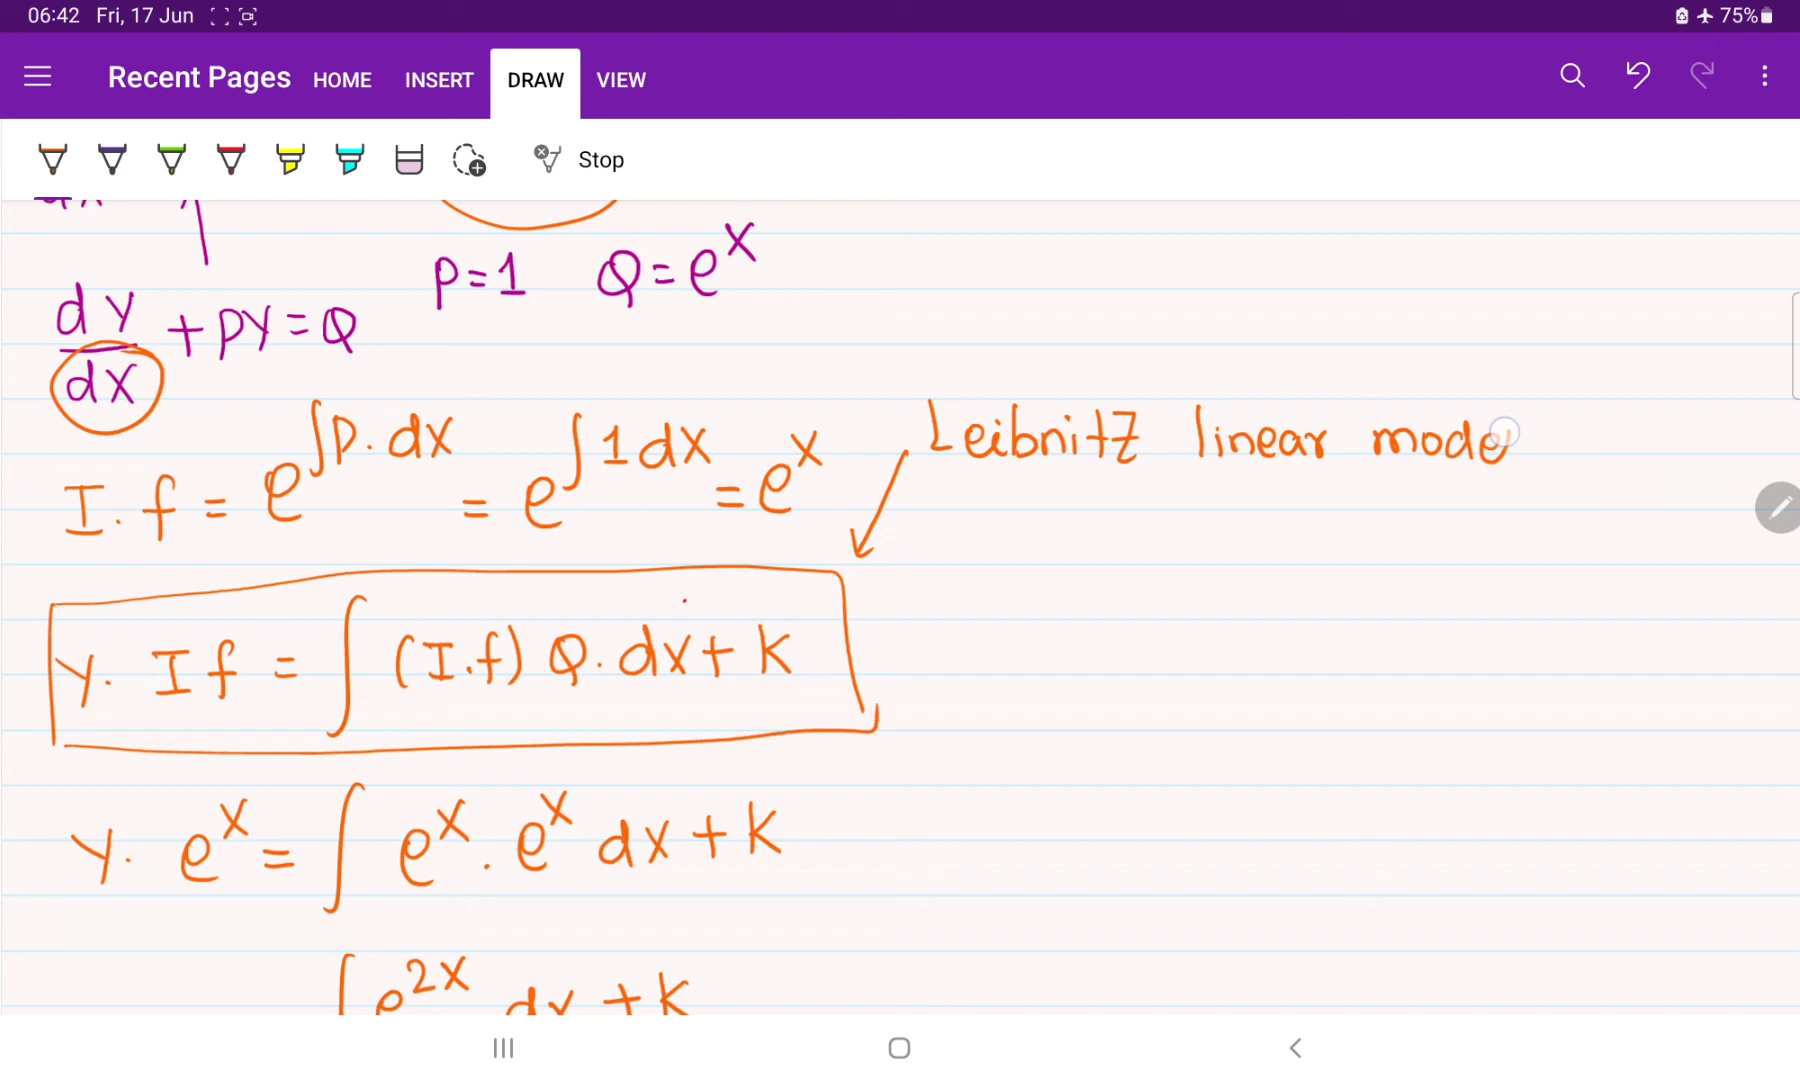 06:42 Fri, 17 Jun 75%
Recent Pages HOME INSERT DRAW VIEW
Stop
P=1 Q=e^x
dy/dx + Py = Q
I.f = e^∫P.dx = e^∫1dx = e^x
Leibnitz linear mode
y. I f = ∫ (I.f) Q. dx + k
y. e^x = ∫ e^x . e^x dx + k
∫ e^2x dx + k